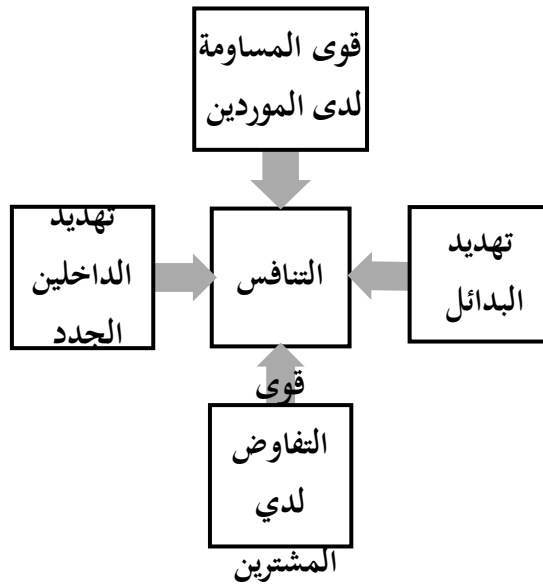 قوى المساومة
لدى الموردين
تهديد
الداخلين
الجدد
التنافس
تهديد
البدائل
قوى
التفاوض
لدي
المشترين